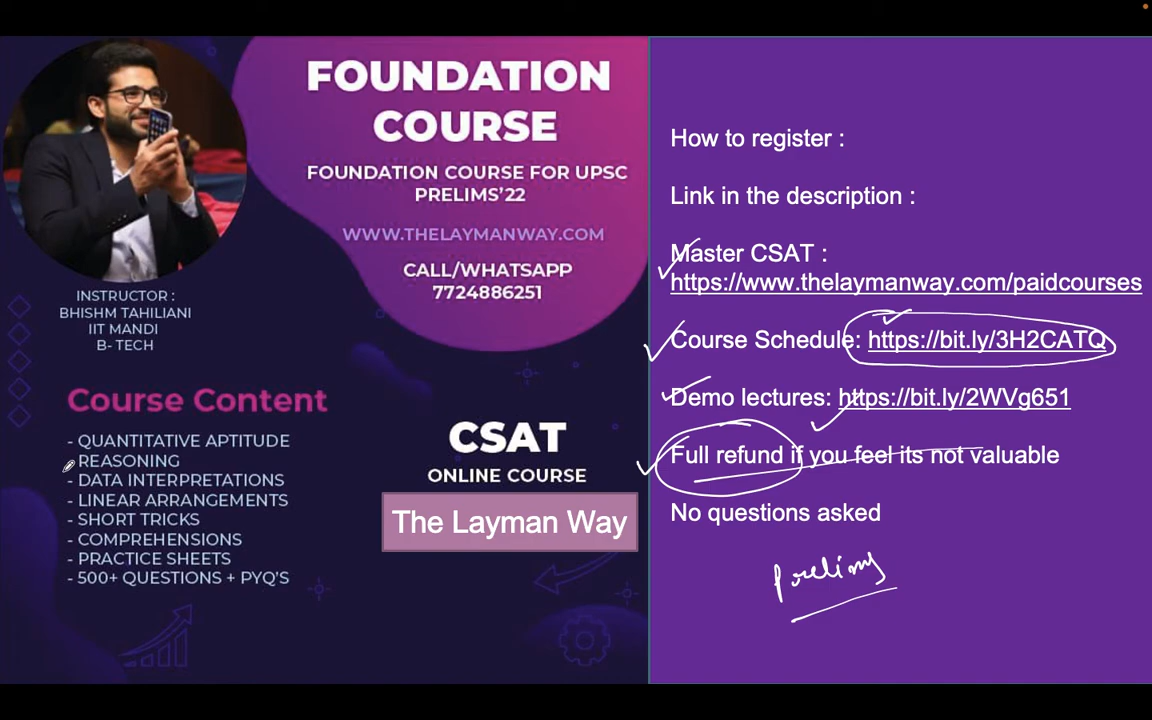 FOUNDATION
COURSE
FOUNDATION COURSE FOR UPSC
PRELIMS'22
WWW.THELAYMANWAY.COM
CALL/WHATSAPP
7724886251
INSTRUCTOR :
BHISHM TAHILIANI
IIT MANDI
B- TECH
Course Content
- QUANTITATIVE APTITUDE
- REASONING
- DATA INTERPRETATIONS
- LINEAR ARRANGEMENTS
- SHORT TRICKS
- COMPREHENSIONS
- PRACTICE SHEETS
- 500+ QUESTIONS + PYQ'S
CSAT
ONLINE COURSE
The Layman Way
How to register :
Link in the description :
Master CSAT :
https://www.thelaymanway.com/paidcourses
Course Schedule: https://bit.ly/3H2CATQ
Demo lectures: https://bit.ly/2WVg651
Full refund if you feel its not valuable
No questions asked
Prelims